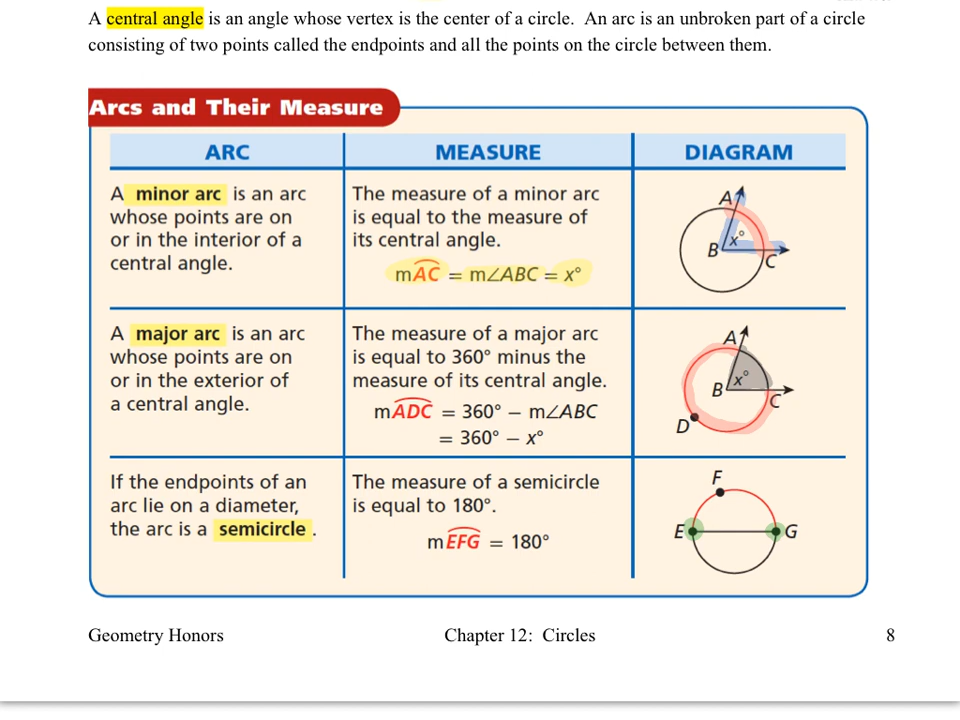 A central angle is an angle whose vertex is the center of a circle. An arc is an unbroken part of a circle
consisting of two points called the endpoints and all the points on the circle between them.
Arcs and Their Measure
ARC
MEASURE
DIAGRAM
A minor arc is an arc
whose points are on
or in the interior of a
central angle.
The measure of a minor arc
is equal to the measure of
its central angle.
mAC = m∠ABC = x°
A
B
x°
C
A major arc is an arc
whose points are on
or in the exterior of
a central angle.
The measure of a major arc
is equal to 360° minus the
measure of its central angle.
mADC = 360° – m∠ABC
= 360° – x°
A
B
x°
C
D
If the endpoints of an
arc lie on a diameter,
the arc is a semicircle.
The measure of a semicircle
is equal to 180°.
mEFG = 180°
F
E
G
Geometry Honors
Chapter 12: Circles
8